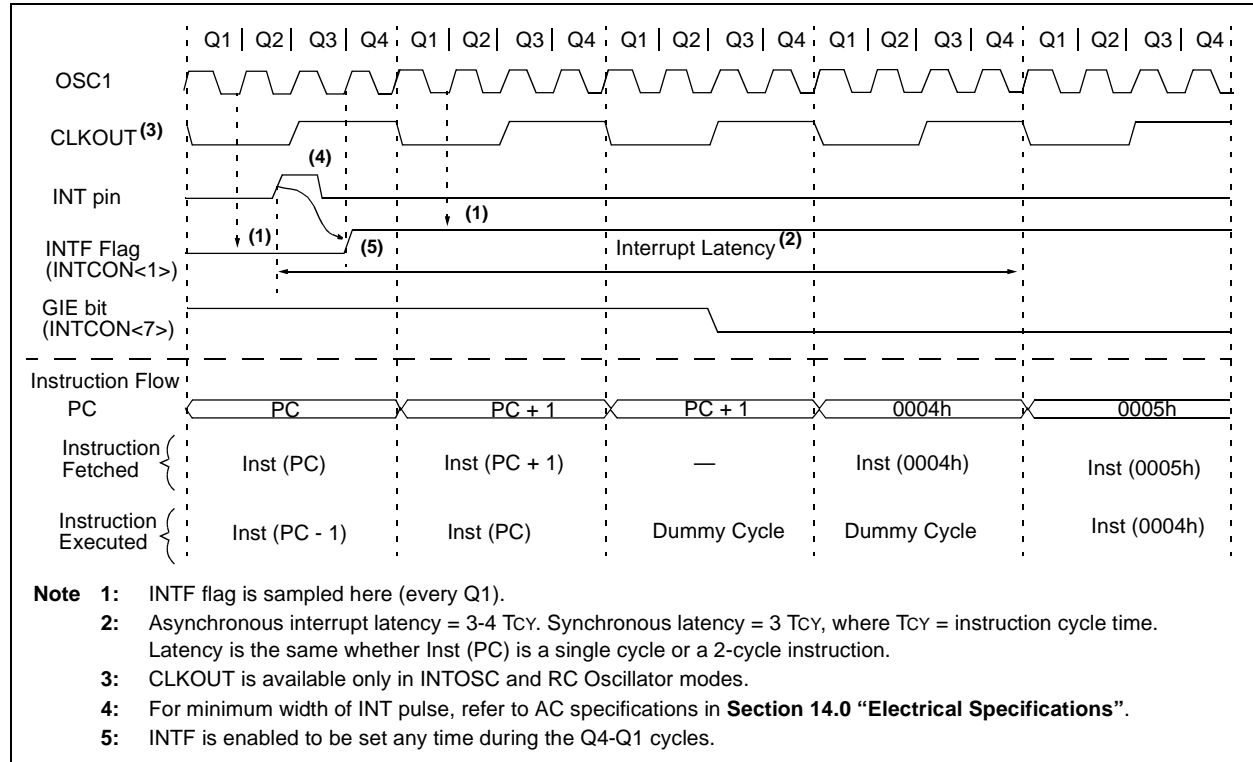 Q1 | Q2 | Q3 | Q4 Q1 | Q2 | Q3 | Q4 Q1 | Q2 | Q3 | Q4 Q1 | Q2 | Q3 | Q4 Q1 | Q2 | Q3 | Q4
OSC1
CLKOUT(3)
(4)
INT pin
(1) (1)
INTF Flag
(INTCON<1>)
(5)
Interrupt Latency(2)
GIE bit
(INTCON<7>)
Instruction Flow
PC PC PC + 1 PC + 1 0004h 0005h
Instruction
Fetched
Inst (PC) Inst (PC + 1) — Inst (0004h) Inst (0005h)
Instruction
Executed
Inst (PC - 1) Inst (PC) Dummy Cycle Dummy Cycle Inst (0004h)
Note 1: INTF flag is sampled here (every Q1).
2: Asynchronous interrupt latency = 3-4 TCY. Synchronous latency = 3 TCY, where TCY = instruction cycle time.
Latency is the same whether Inst (PC) is a single cycle or a 2-cycle instruction.
3: CLKOUT is available only in INTOSC and RC Oscillator modes.
4: For minimum width of INT pulse, refer to AC specifications in Section 14.0 “Electrical Specifications”.
5: INTF is enabled to be set any time during the Q4-Q1 cycles.